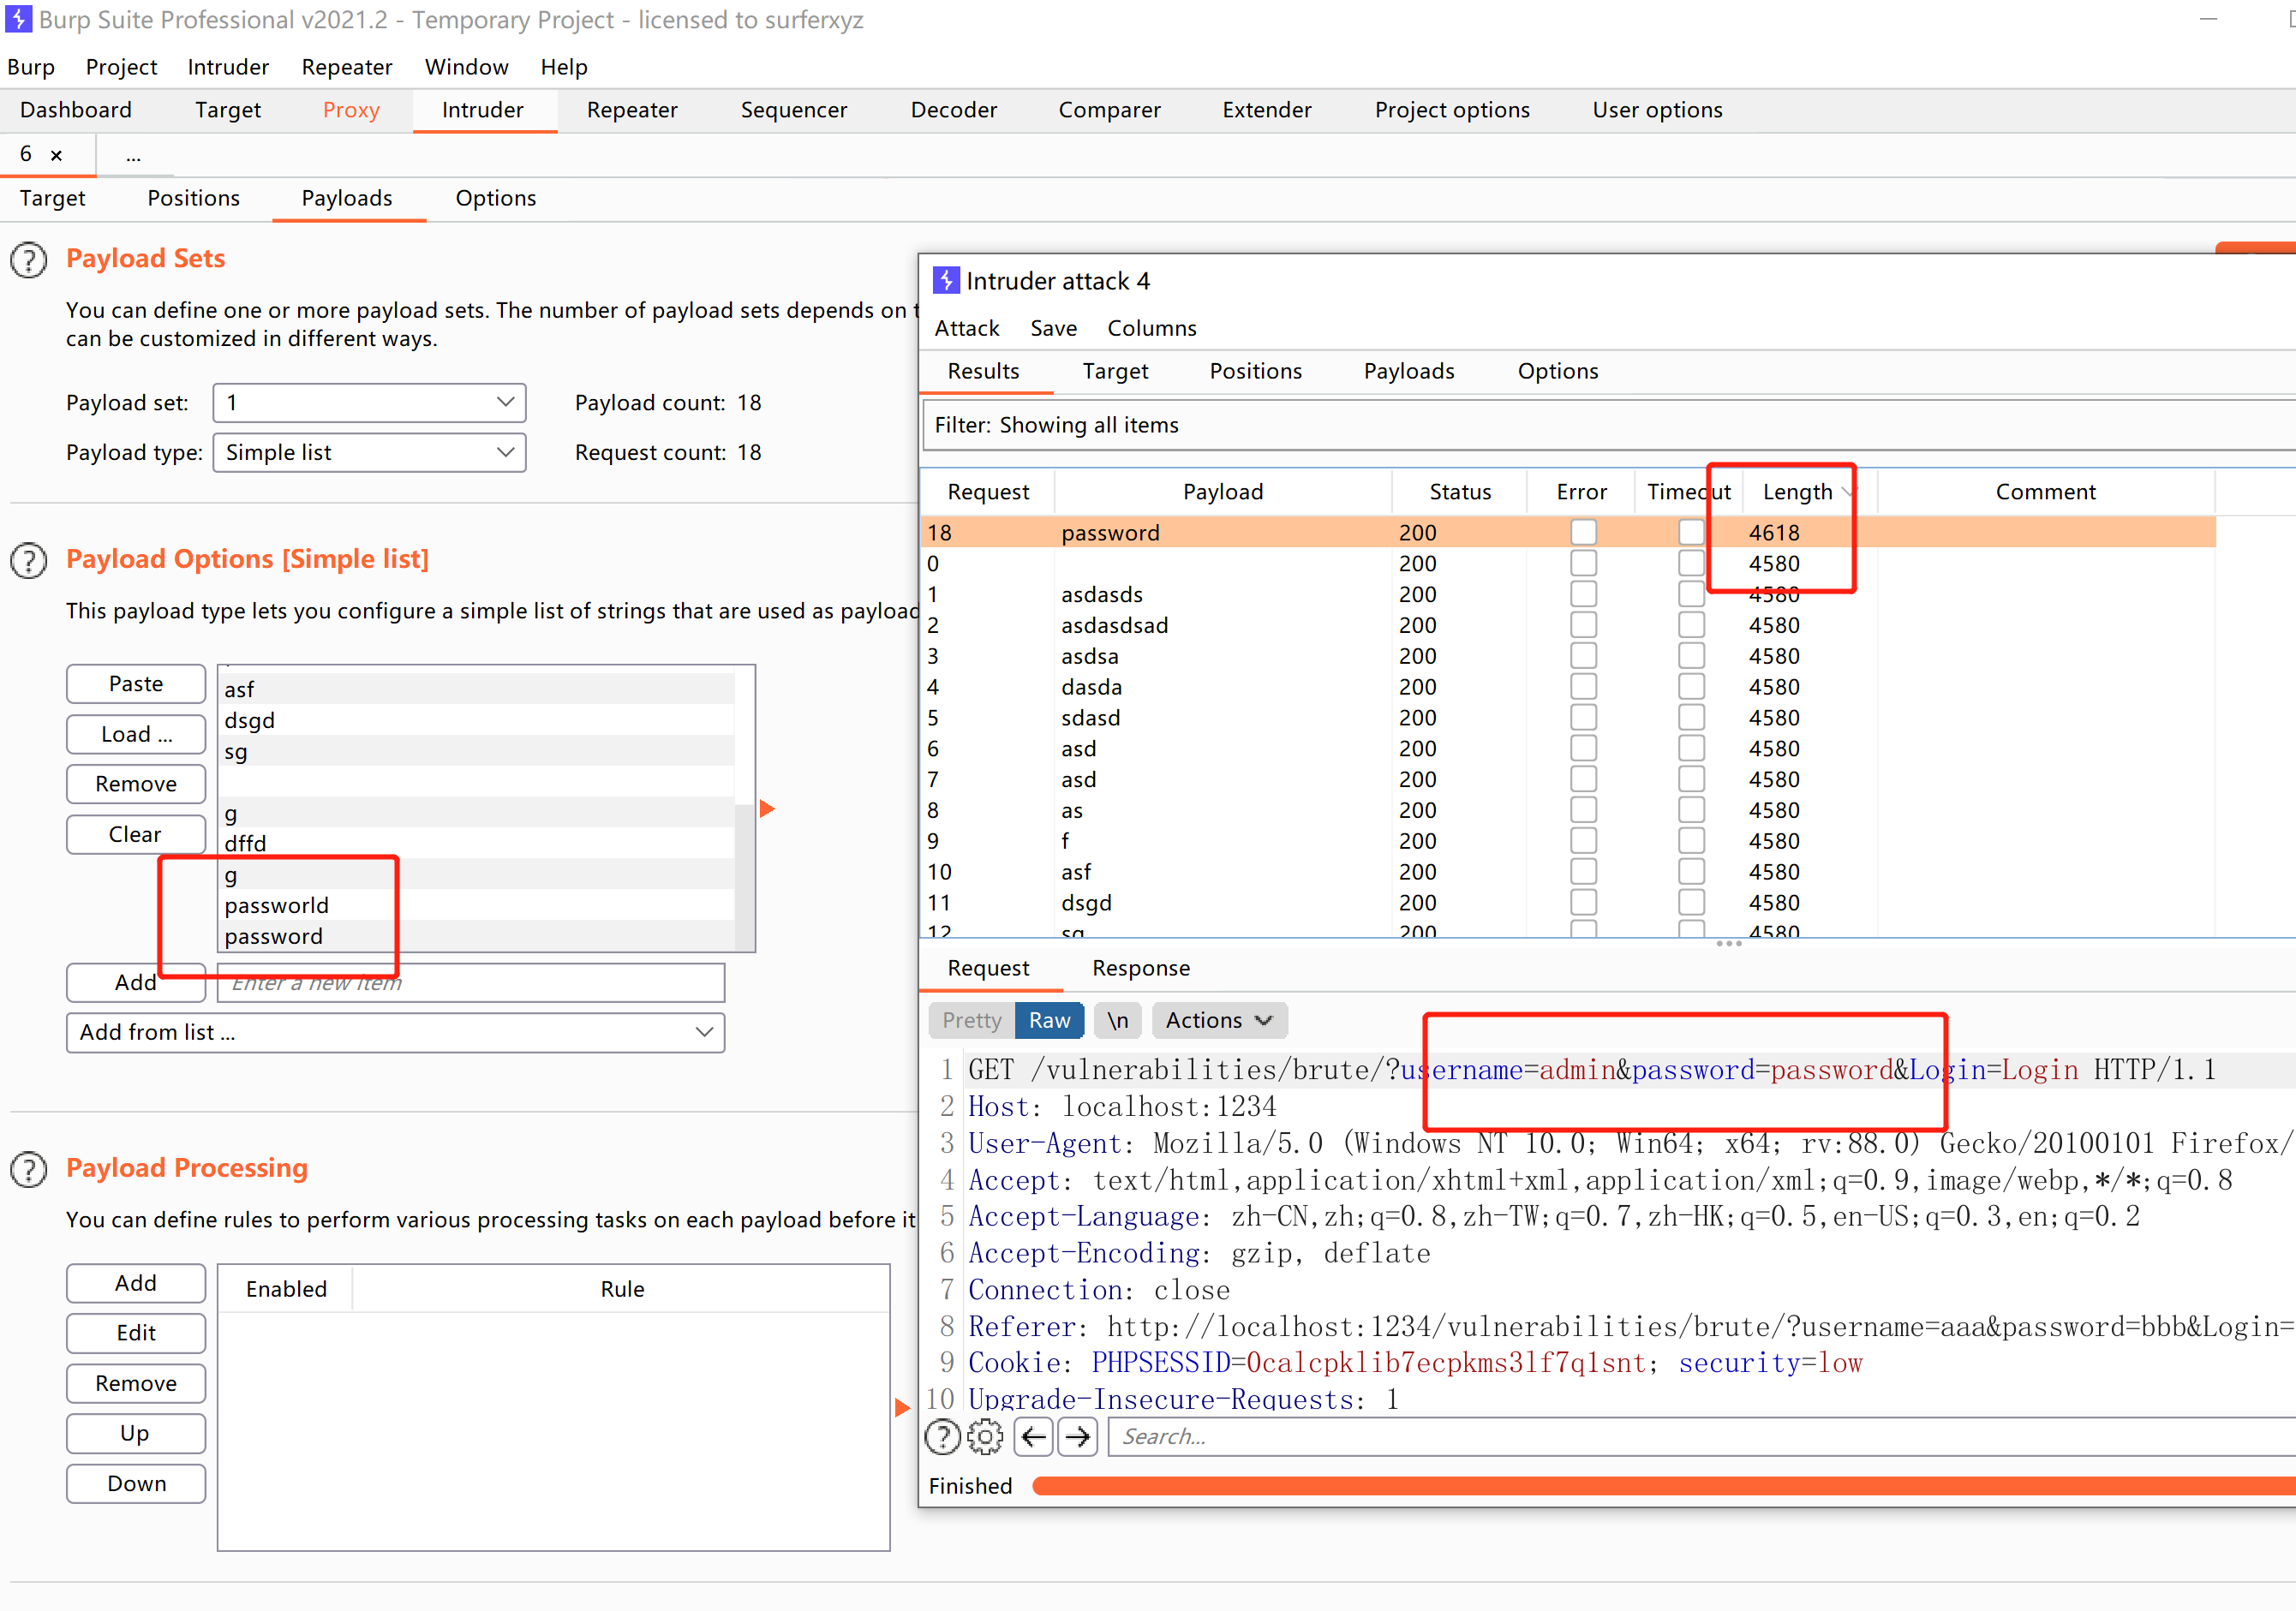 Burp Suite Professional v2021.2 - Temporary Project - licensed to surferxyz
Burp Project Intruder Repeater Window Help
Dashboard Target Proxy Intruder Repeater Sequencer Decoder Comparer Extender Project options User options
6 × ...
Target Positions Payloads Options
Payload Sets
You can define one or more payload sets. The number of payload sets depends on
can be customized in different ways.
Payload set: 1 Payload count: 18
Payload type: Simple list Request count: 18
Payload Options [Simple list]
This payload type lets you configure a simple list of strings that are used as payload
Paste
Load ...
Remove
Clear
asf
dsgd
sg
g
dffd
g
passworld
password
Add Enter a new item
Add from list ...
Payload Processing
You can define rules to perform various processing tasks on each payload before it
Add
Edit
Remove
Up
Down
Enabled Rule
Intruder attack 4
Attack Save Columns
Results Target Positions Payloads Options
Filter: Showing all items
Request Payload Status Error Timeout Length Comment
18 password 200 4618
0 200 4580
1 asdasds 200 4580
2 asdasdsad 200 4580
3 asdsa 200 4580
4 dasda 200 4580
5 sdasd 200 4580
6 asd 200 4580
7 asd 200 4580
8 as 200 4580
9 f 200 4580
10 asf 200 4580
11 dsgd 200 4580
12 sg 200 4580
Request Response
Pretty Raw \n Actions
1 GET /vulnerabilities/brute/?username=admin&password=password&Login=Login HTTP/1.1
2 Host: localhost:1234
3 User-Agent: Mozilla/5.0 (Windows NT 10.0; Win64; x64; rv:88.0) Gecko/20100101 Firefox/
4 Accept: text/html,application/xhtml+xml,application/xml;q=0.9,image/webp,*/*;q=0.8
5 Accept-Language: zh-CN,zh;q=0.8,zh-TW;q=0.7,zh-HK;q=0.5,en-US;q=0.3,en;q=0.2
6 Accept-Encoding: gzip, deflate
7 Connection: close
8 Referer: http://localhost:1234/vulnerabilities/brute/?username=aaa&password=bbb&Login=
9 Cookie: PHPSESSID=0calcpklib7ecpkms3lf7q1snt; security=low
10 Upgrade-Insecure-Requests: 1
Search...
Finished